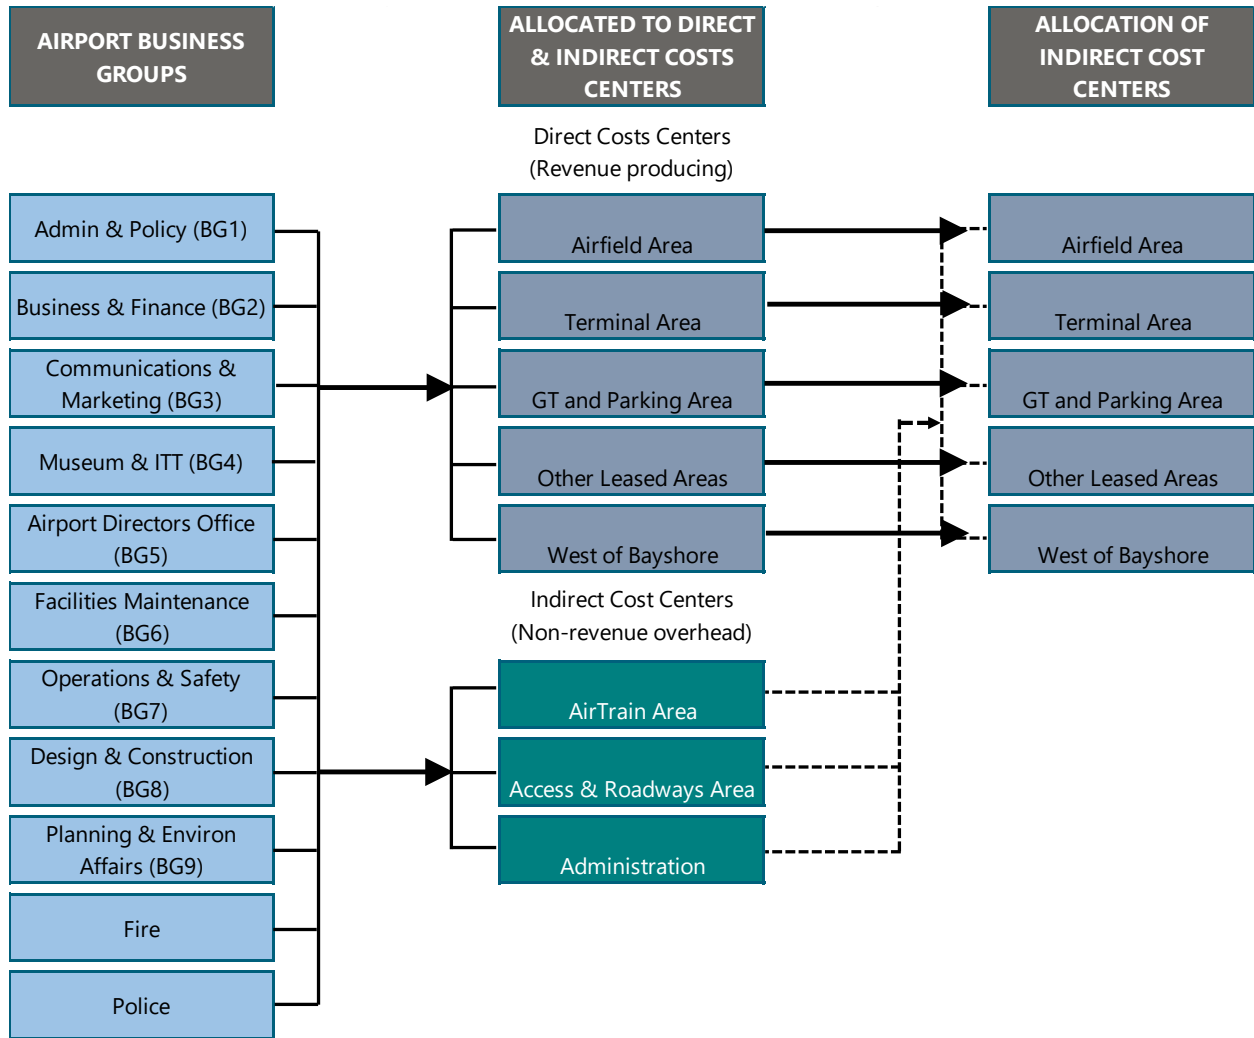 AIRPORT BUSINESS
GROUPS
ALLOCATED TO DIRECT
& INDIRECT COSTS
CENTERS
ALLOCATION OF
INDIRECT COST
CENTERS
Direct Costs Centers
(Revenue producing)
Admin & Policy (BG1)
Business & Finance (BG2)
Communications &
Marketing (BG3)
Museum & ITT (BG4)
Airport Directors Office
(BG5)
Facilities Maintenance
(BG6)
Operations & Safety
(BG7)
Design & Construction
(BG8)
Planning & Environ
Affairs (BG9)
Fire
Police
Airfield Area
Terminal Area
GT and Parking Area
Other Leased Areas
West of Bayshore
Indirect Cost Centers
(Non-revenue overhead)
AirTrain Area
Access & Roadways Area
Administration
Airfield Area
Terminal Area
GT and Parking Area
Other Leased Areas
West of Bayshore